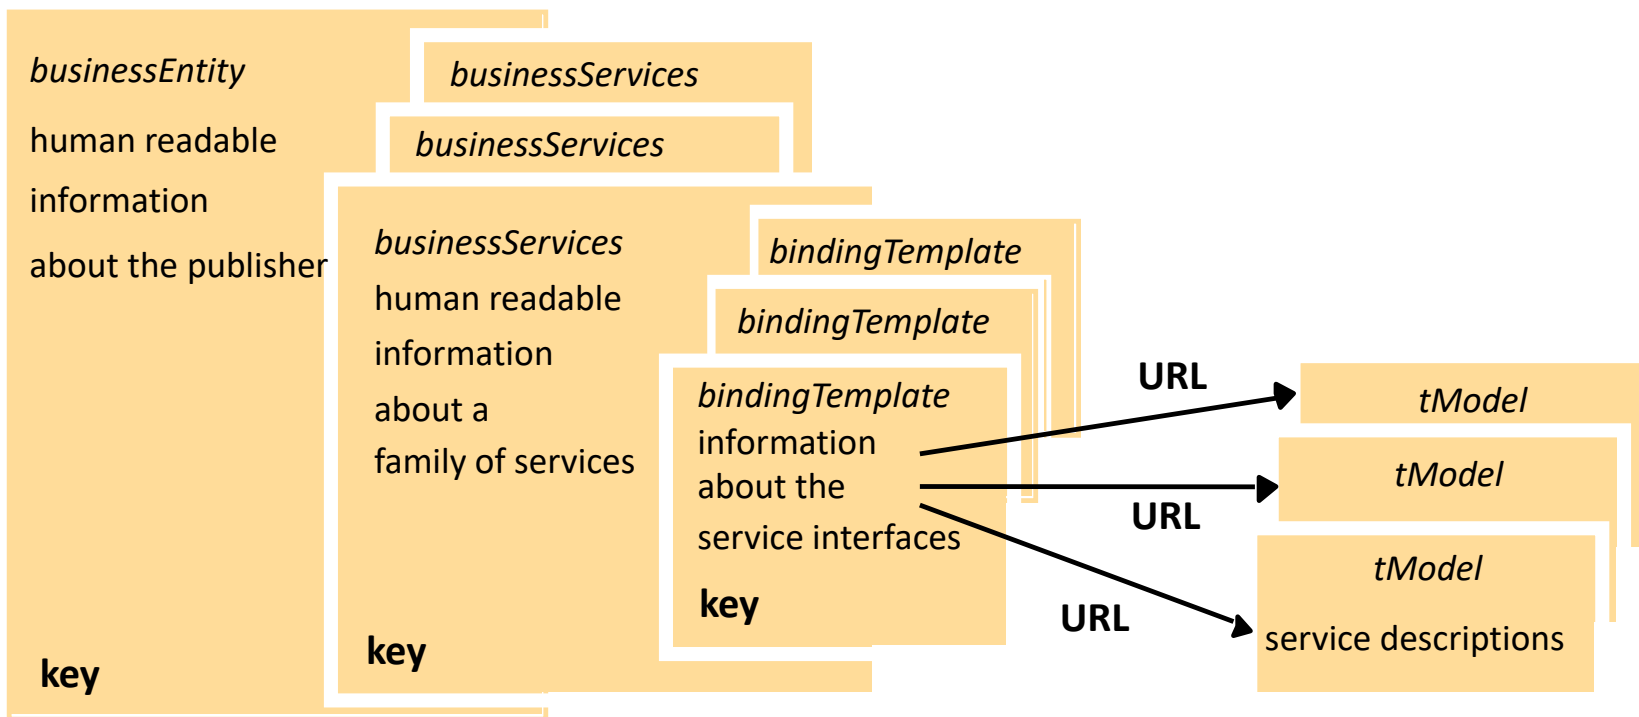 businessEntity
human readable
information
about the publisher
key
businessServices
businessServices
businessServices
human readable
information
about a
family of services
key
bindingTemplate
bindingTemplate
bindingTemplate
information
about the
service interfaces
key
URL
URL
URL
tModel
tModel
tModel
service descriptions